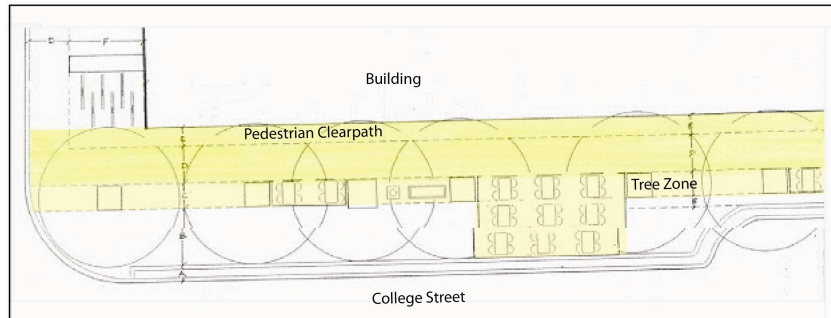 D F
Building
Pedestrian Clearpath
E
D
C
B
A
Tree Zone
College Street